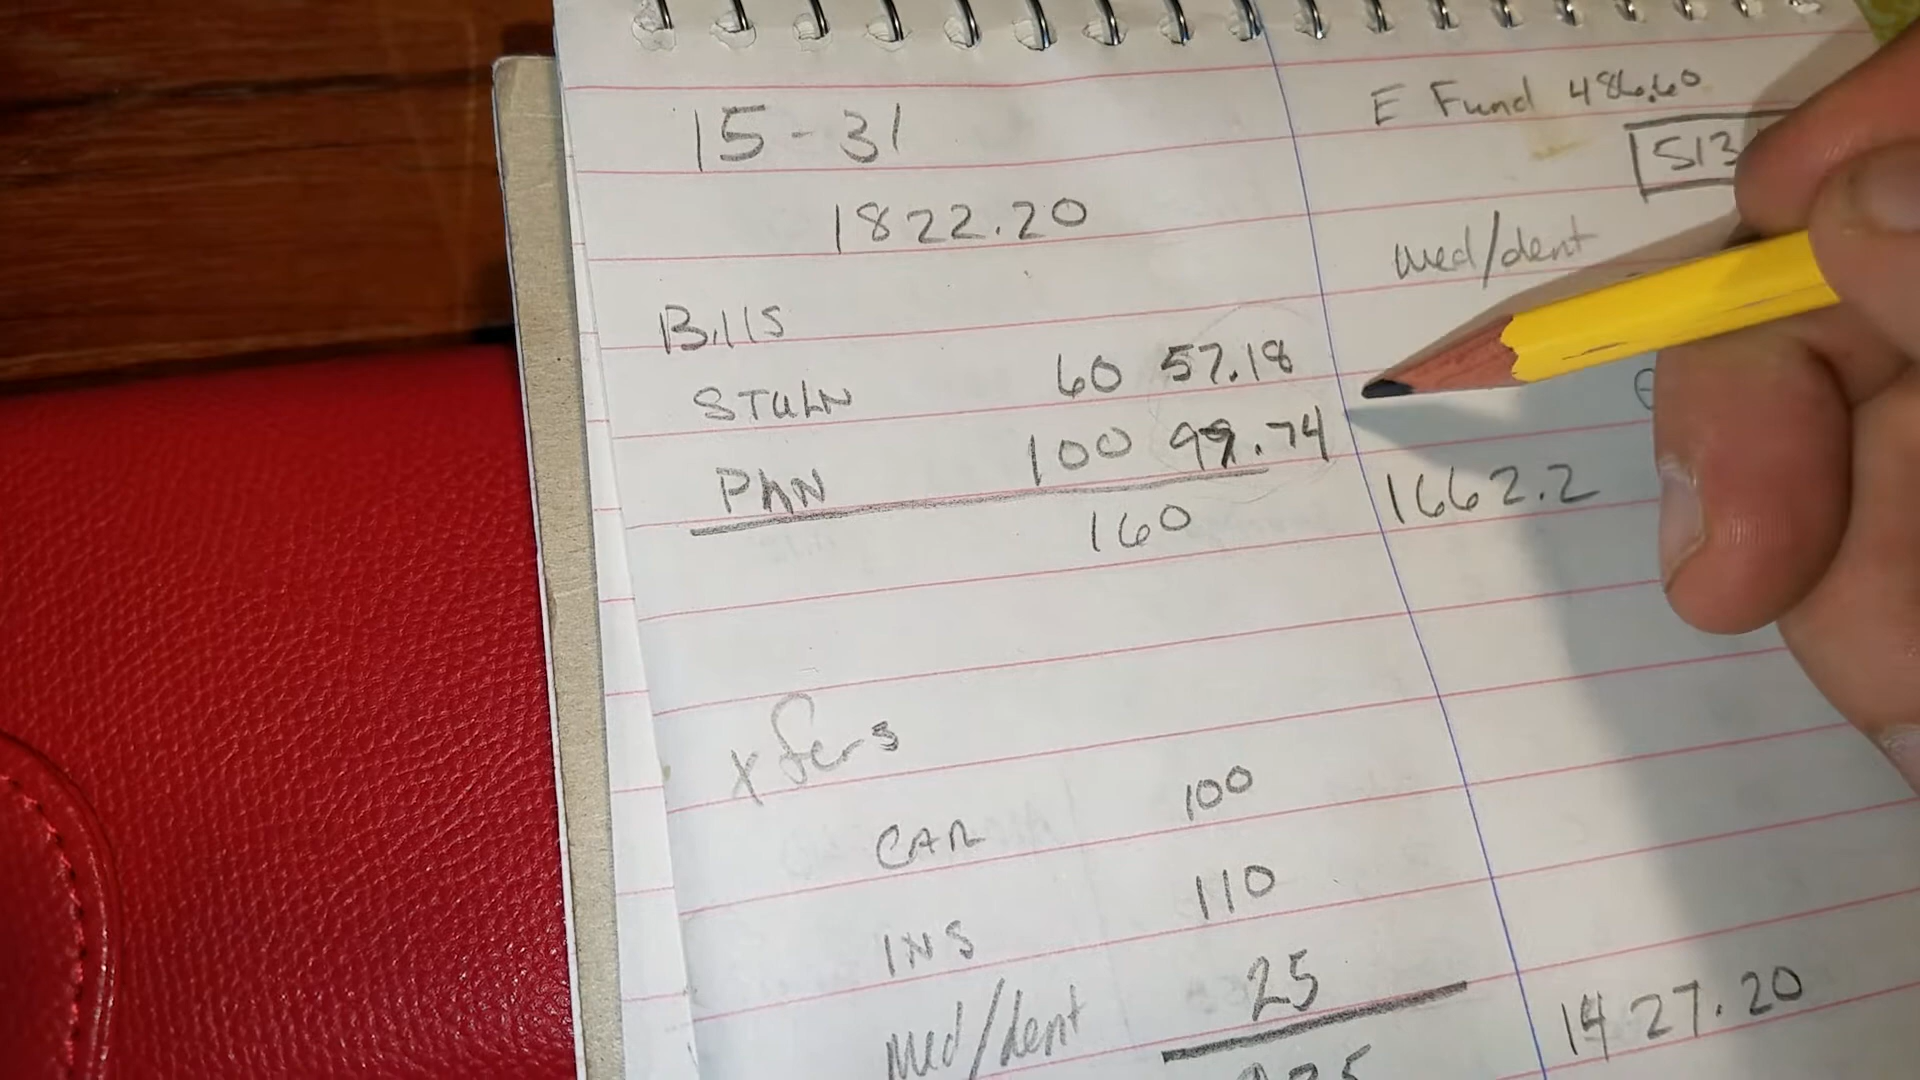 15-31
1822.20
E Fund 486.60
513
med/dent
Bills
STULN 60 57.18
PAN 100 99.74
160 1662.2
xfers
CAR 100
INS 110
med/dent 25
1427.20